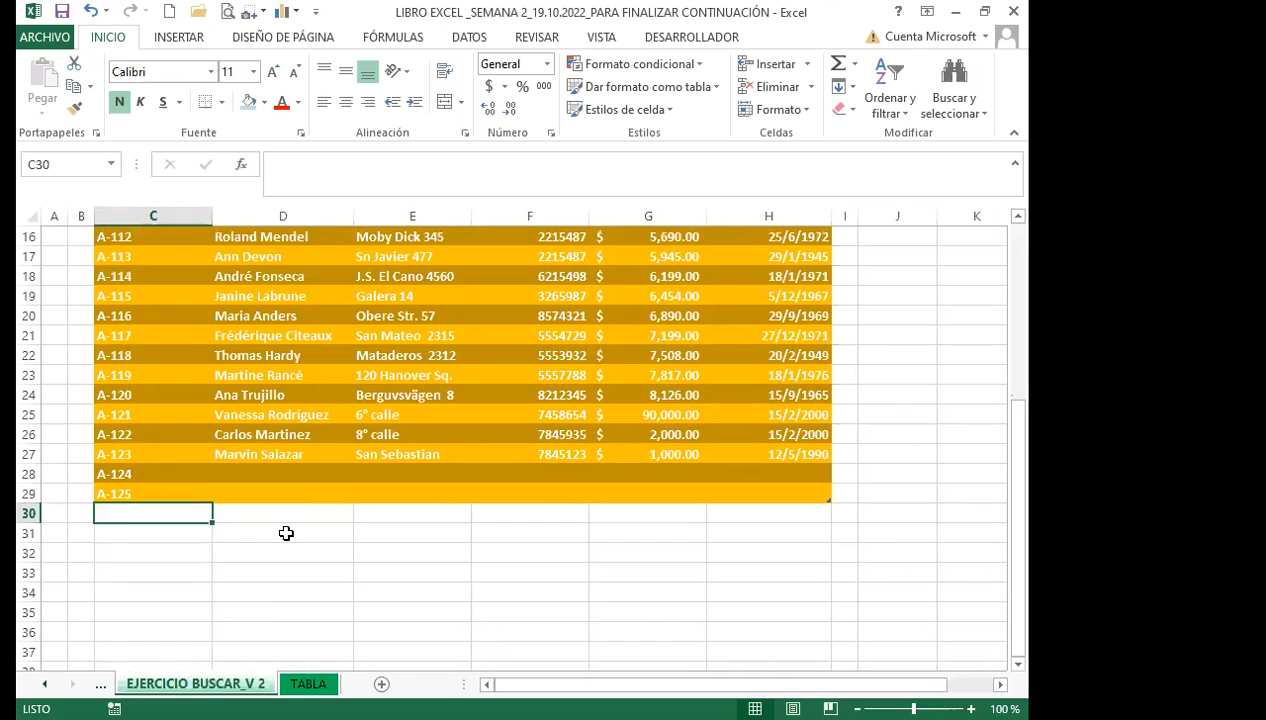 LIBRO EXCEL _SEMANA 2_19.10.2022_PARA FINALIZAR CONTINUACIÓN - Excel
ARCHIVO INICIO INSERTAR DISEÑO DE PÁGINA FÓRMULAS DATOS REVISAR VISTA DESARROLLADOR Cuenta Microsoft
Pegar
Calibri 11
N K S
General
$ % 000
Formato condicional
Dar formato como tabla
Estilos de celda
Insertar
Eliminar
Formato
Ordenar y filtrar
Buscar y seleccionar
Portapapeles Fuente Alineación Número Estilos Celdas Modificar
C30 fx
A B C D E F G H I J K
16 A-112 Roland Mendel Moby Dick 345 2215487 $ 5,690.00 25/6/1972
17 A-113 Ann Devon Sn Javier 477 2215487 $ 5,945.00 29/1/1945
18 A-114 André Fonseca J.S. El Cano 4560 6215498 $ 6,199.00 18/1/1971
19 A-115 Janine Labrune Galera 14 3265987 $ 6,454.00 5/12/1967
20 A-116 Maria Anders Obere Str. 57 8574321 $ 6,890.00 29/9/1969
21 A-117 Frédérique Citeaux San Mateo 2315 5554729 $ 7,199.00 27/12/1971
22 A-118 Thomas Hardy Mataderos 2312 5553932 $ 7,508.00 20/2/1949
23 A-119 Martine Rancé 120 Hanover Sq. 5557788 $ 7,817.00 18/1/1976
24 A-120 Ana Trujillo Berguvsvägen 8 8212345 $ 8,126.00 15/9/1965
25 A-121 Vanessa Rodriguez 6° calle 7458654 $ 90,000.00 15/2/2000
26 A-122 Carlos Martinez 8° calle 7845935 $ 2,000.00 15/2/2000
27 A-123 Marvin Salazar San Sebastian 7845123 $ 1,000.00 12/5/1990
28 A-124
29 A-125
30
31
32
33
34
35
36
37
... EJERCICIO BUSCAR_V 2 TABLA
LISTO 100 %